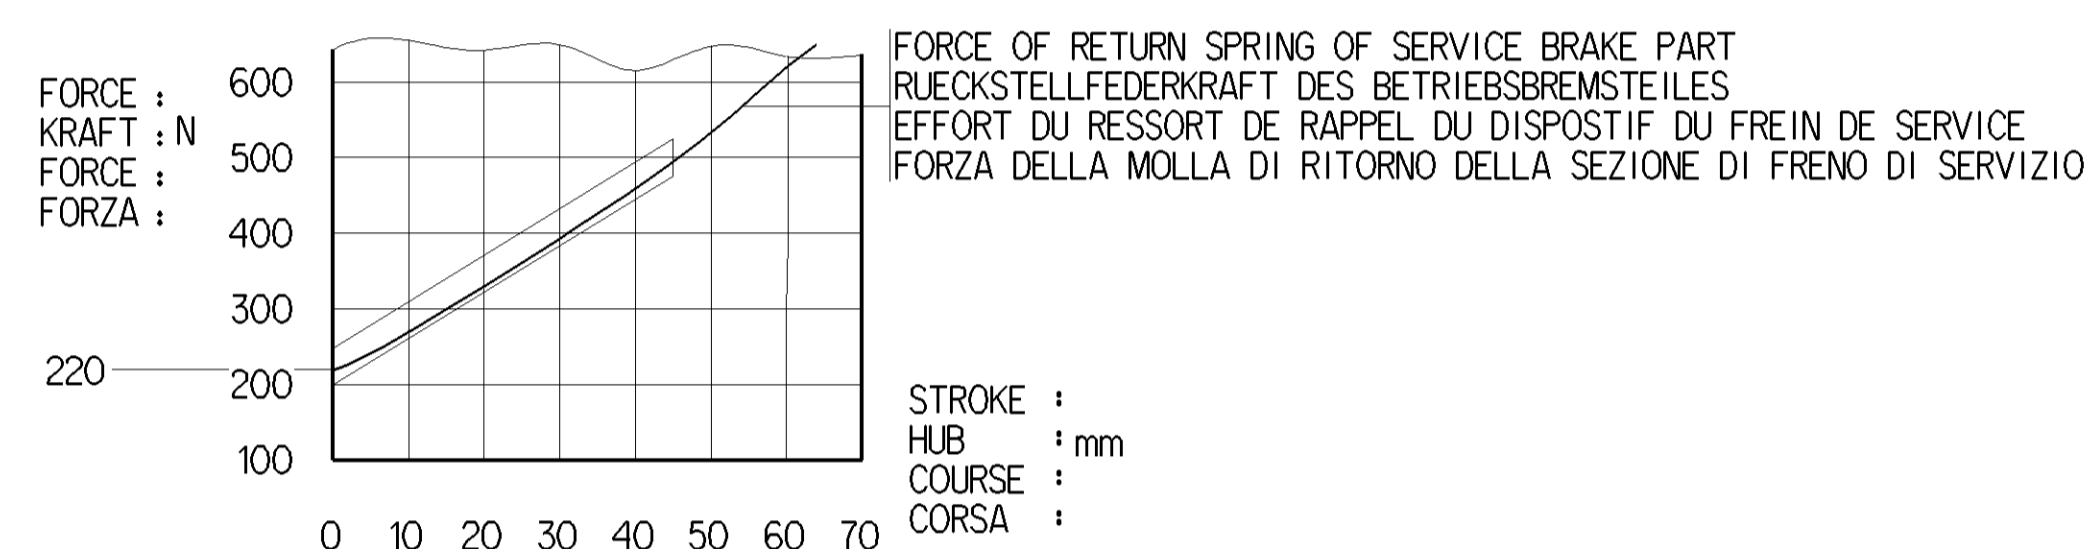 FORCE OF RETURN SPRING OF SERVICE BRAKE PART
RUECKSTELLFEDERKRAFT DES BETRIEBSBREMSTEILES
EFFORT DU RESSORT DE RAPPEL DU DISPOSTIF DU FREIN DE SERVICE
FORZA DELLA MOLLA DI RITORNO DELLA SEZIONE DI FRENO DI SERVIZIO
FORCE :
KRAFT : N
FORCE :
FORZA :
600
500
400
300
220
200
100
0 10 20 30 40 50 60 70
STROKE :
HUB : mm
COURSE :
CORSA :